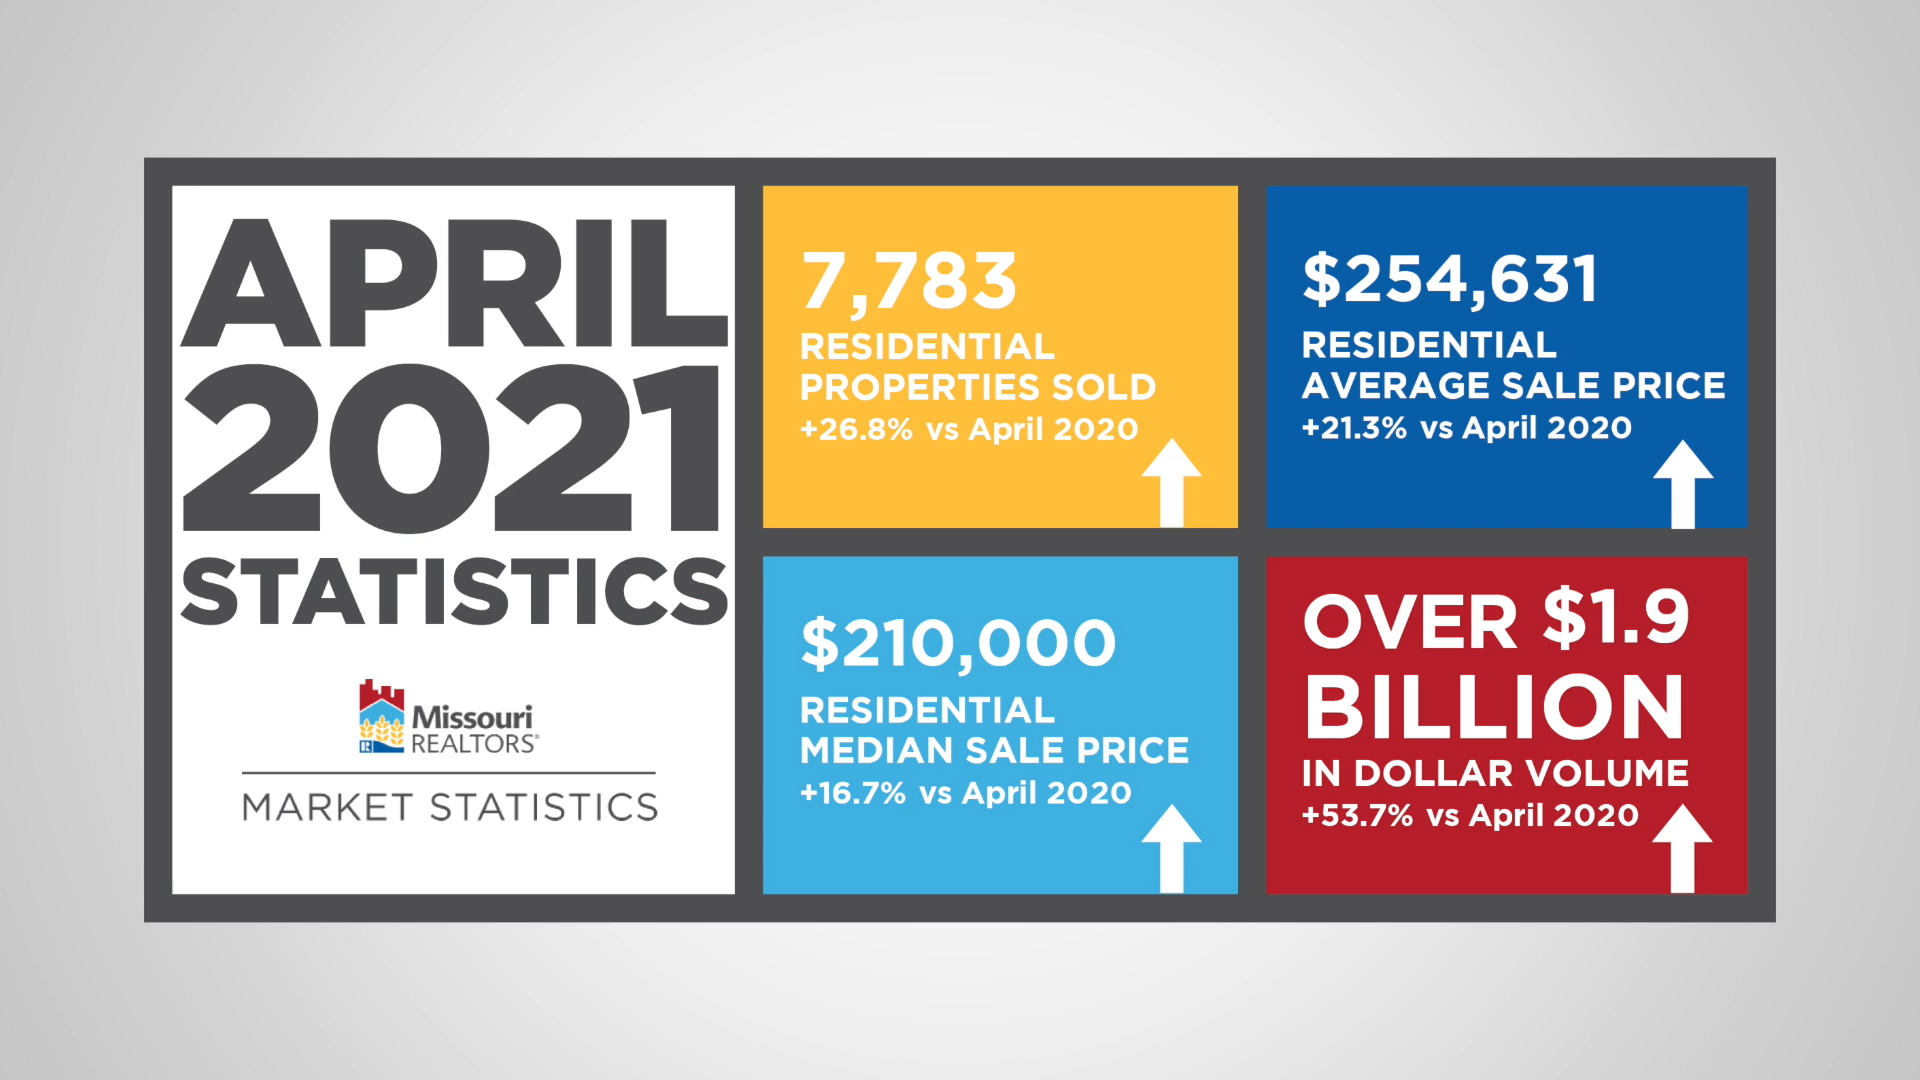 APRIL
2021
STATISTICS
Missouri
REALTORS®
MARKET STATISTICS
7,783
RESIDENTIAL
PROPERTIES SOLD
+26.8% vs April 2020
$254,631
RESIDENTIAL
AVERAGE SALE PRICE
+21.3% vs April 2020
$210,000
RESIDENTIAL
MEDIAN SALE PRICE
+16.7% vs April 2020
OVER $1.9
BILLION
IN DOLLAR VOLUME
+53.7% vs April 2020